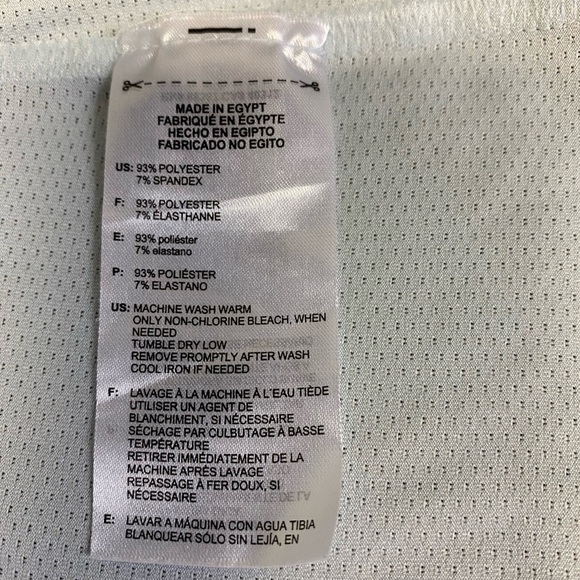 MADE IN EGYPT
FABRIQUÉ EN ÉGYPTE
HECHO EN EGIPTO
FABRICADO NO EGITO
US: 93% POLYESTER
7% SPANDEX
F: 93% POLYESTER
7% ÉLASTHANNE
E: 93% poliéster
7% elastano
P: 93% POLIÉSTER
7% ELASTANO
US: MACHINE WASH WARM
ONLY NON-CHLORINE BLEACH, WHEN
NEEDED
TUMBLE DRY LOW
REMOVE PROMPTLY AFTER WASH
COOL IRON IF NEEDED
F: LAVAGE À LA MACHINE À L'EAU TIÈDE
UTILISER UN AGENT DE
BLANCHIMENT, SI NÉCESSAIRE
SÉCHAGE PAR CULBUTAGE À BASSE
TEMPÉRATURE
RETIRER IMMÉDIATEMENT DE LA
MACHINE APRÈS LAVAGE
REPASSAGE À FER DOUX, SI
NÉCESSAIRE
E: LAVAR A MÁQUINA CON AGUA TIBIA
BLANQUEAR SÓLO SIN LEJÍA, EN